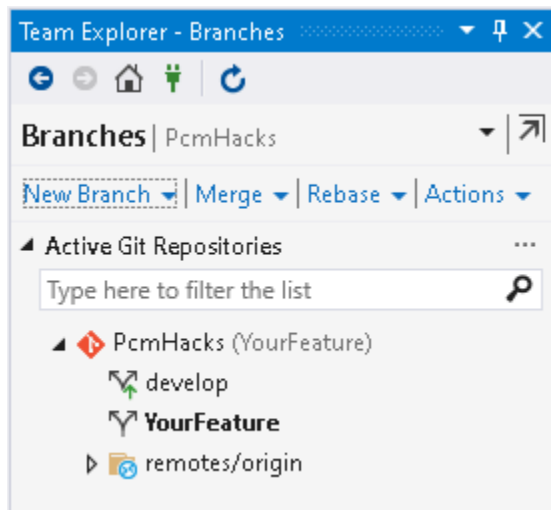 Team Explorer - Branches
Branches | PcmHacks
New Branch | Merge | Rebase | Actions
Active Git Repositories ...
Type here to filter the list
PcmHacks (YourFeature)
develop
YourFeature
remotes/origin